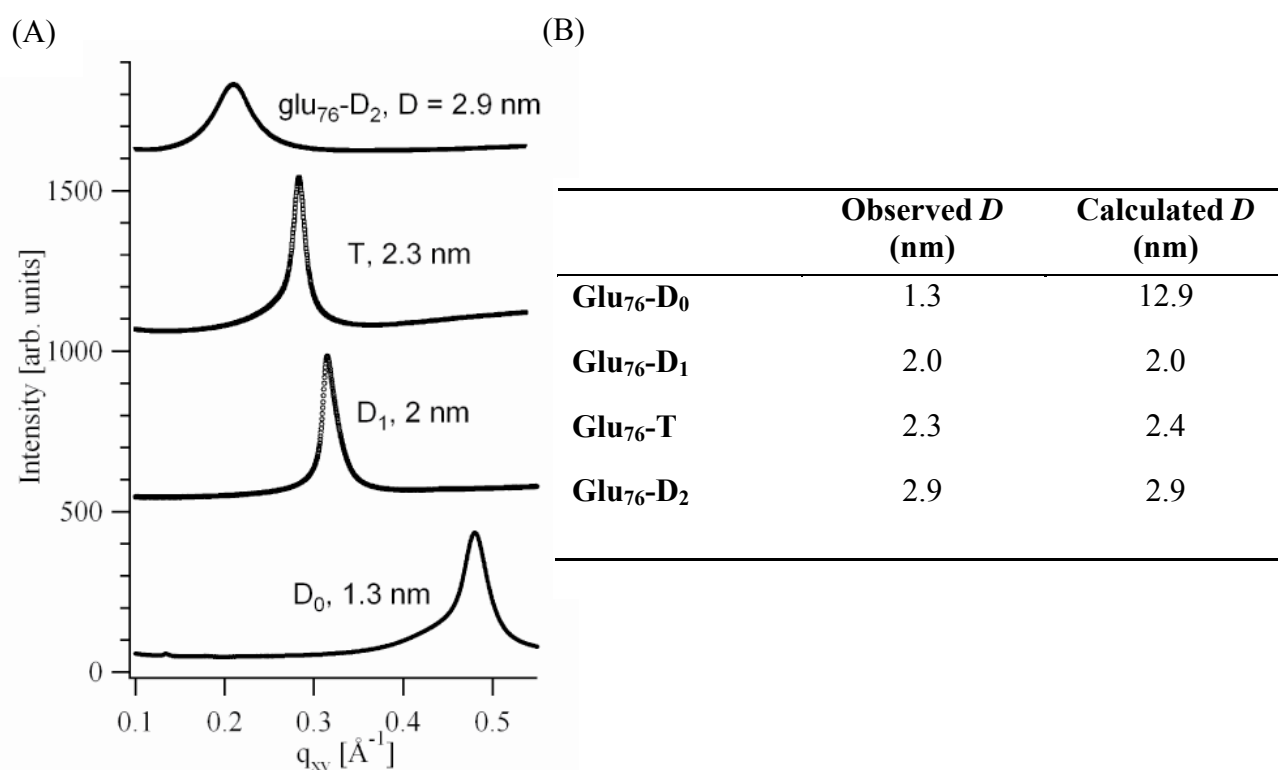 (A)
glu₇₆-D₂, D = 2.9 nm
T, 2.3 nm
D₁, 2 nm
D₀, 1.3 nm
Intensity [arb. units]
1500
1000
500
0
0.1 0.2 0.3 0.4 0.5
q_xy [Å⁻¹]
(B)
Observed D Calculated D
(nm) (nm)
Glu₇₆-D₀ 1.3 12.9
Glu₇₆-D₁ 2.0 2.0
Glu₇₆-T 2.3 2.4
Glu₇₆-D₂ 2.9 2.9